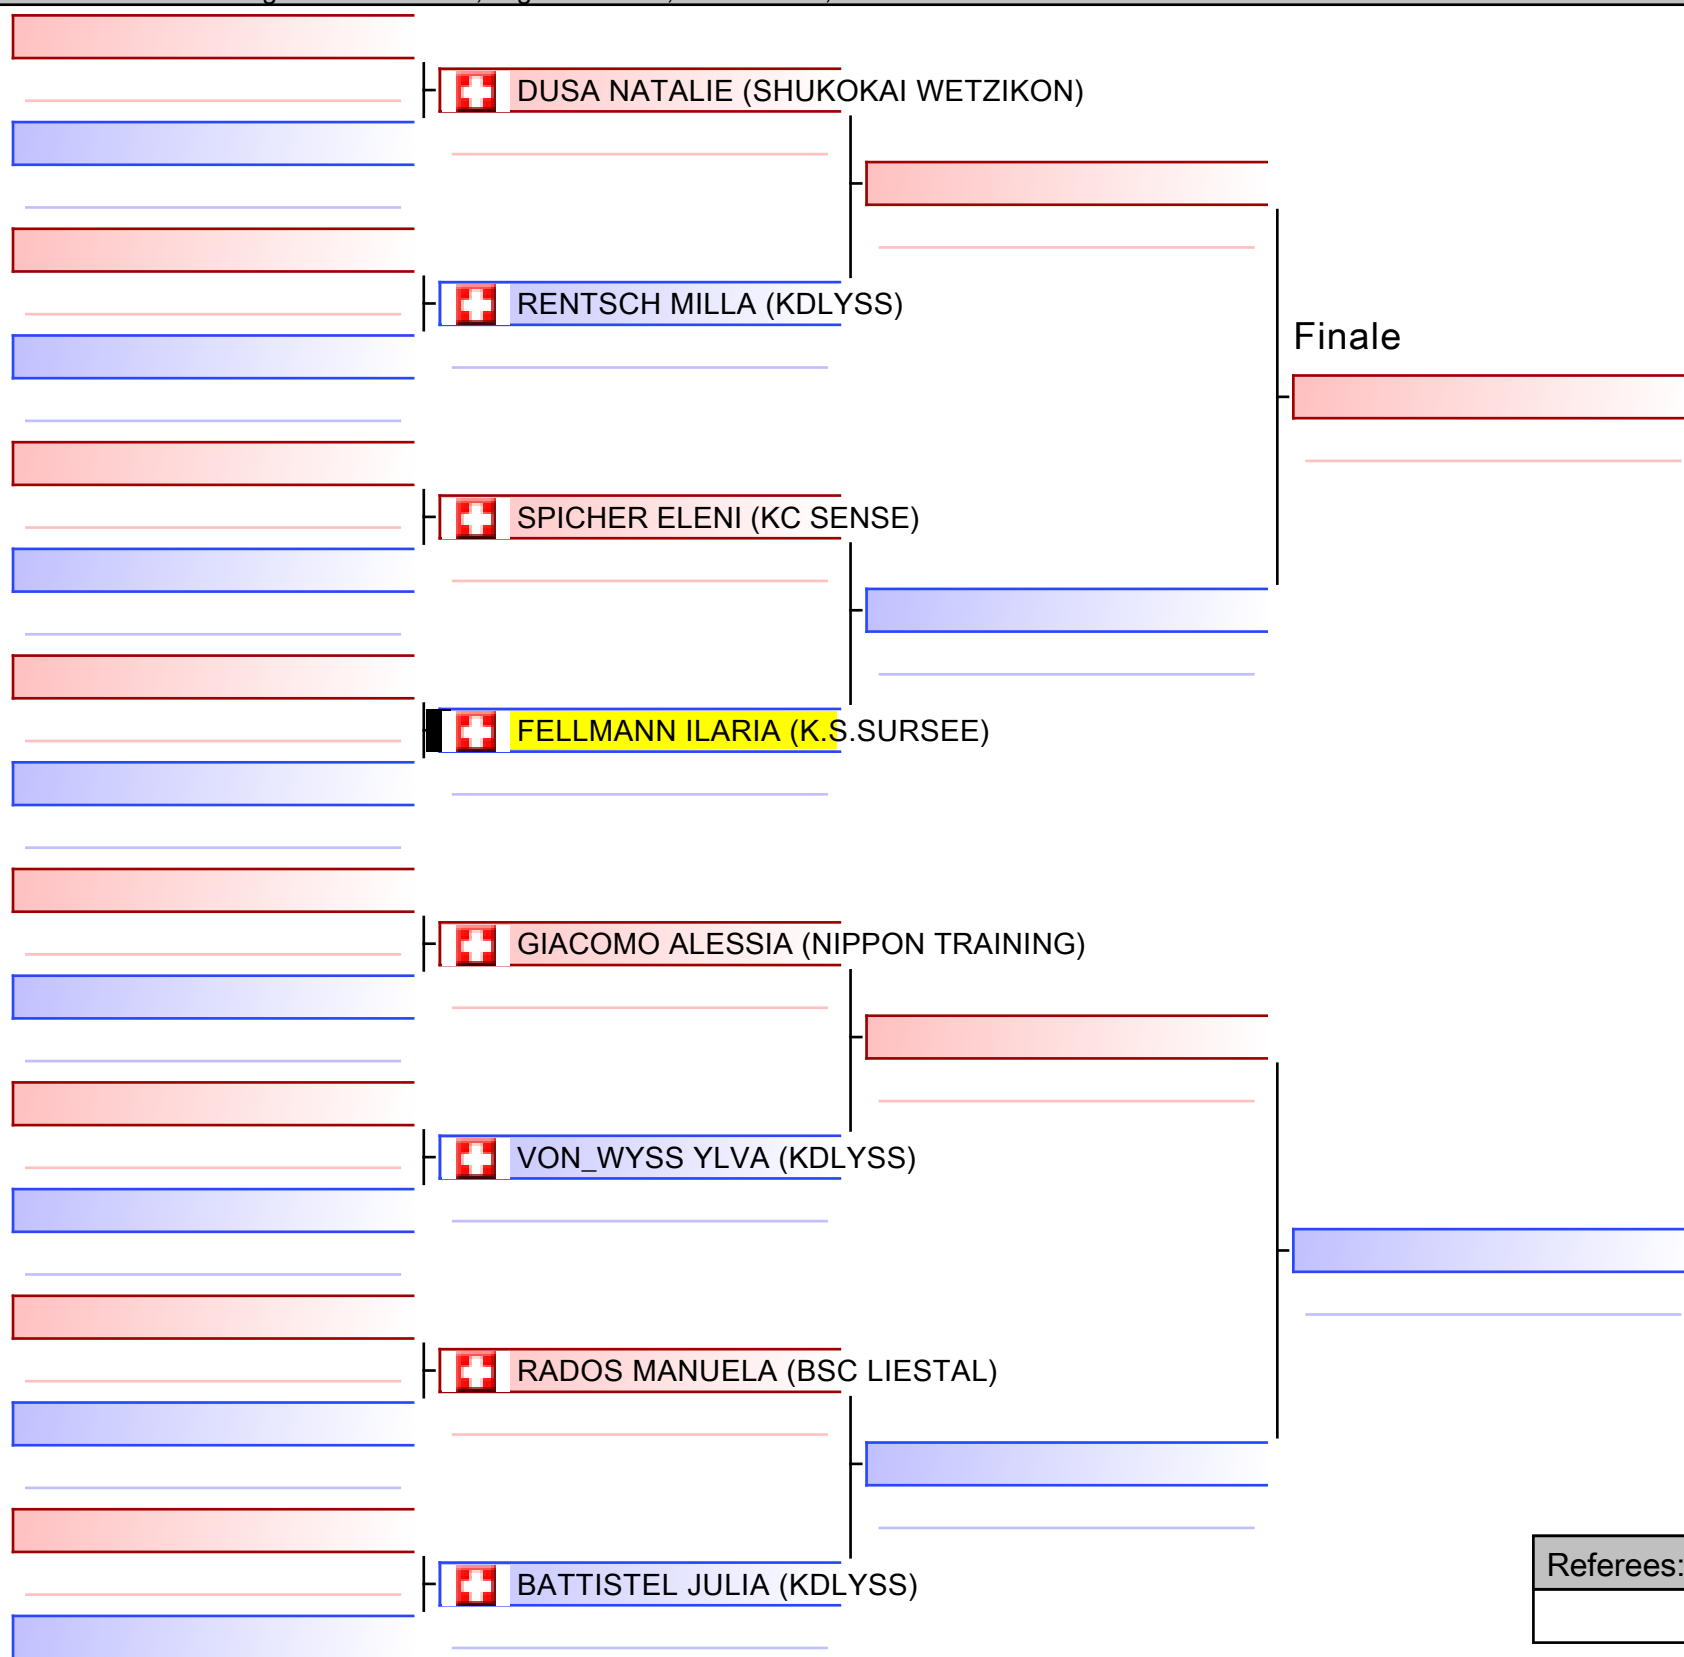 DUSA NATALIE (SHUKOKAI WETZIKON)
RENTSCH MILLA (KDLYSS)
Finale
SPICHER ELENI (KC SENSE)
FELLMANN ILARIA (K.S.SURSEE)
GIACOMO ALESSIA (NIPPON TRAINING)
VON_WYSS YLVA (KDLYSS)
RADOS MANUELA (BSC LIESTAL)
Referees:
BATTISTEL JULIA (KDLYSS)